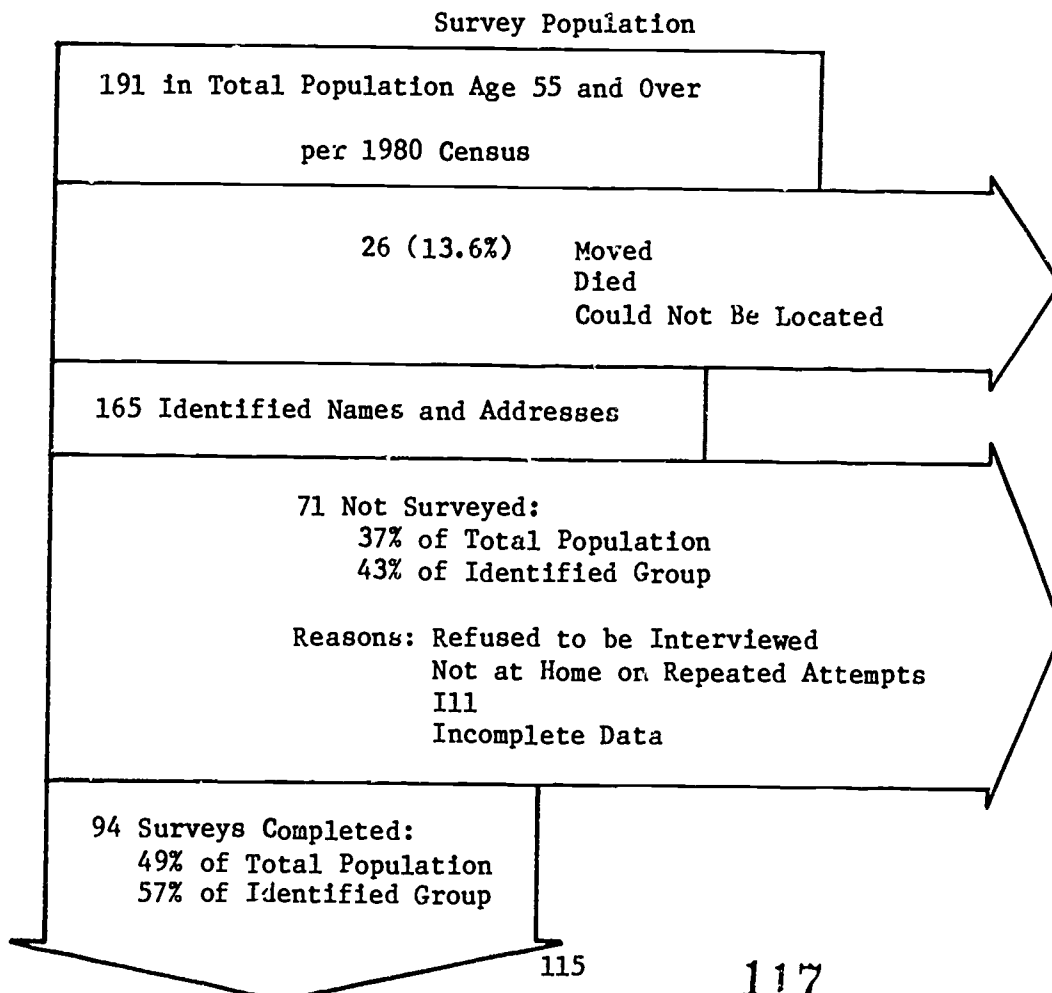 Survey Population
191 in Total Population Age 55 and Over
per 1980 Census
26 (13.6%) Moved
Died
Could Not Be Located
165 Identified Names and Addresses
71 Not Surveyed:
37% of Total Population
43% of Identified Group
Reasons: Refused to be Interviewed
Not at Home on Repeated Attempts
Ill
Incomplete Data
94 Surveys Completed:
49% of Total Population
57% of Identified Group
115
117